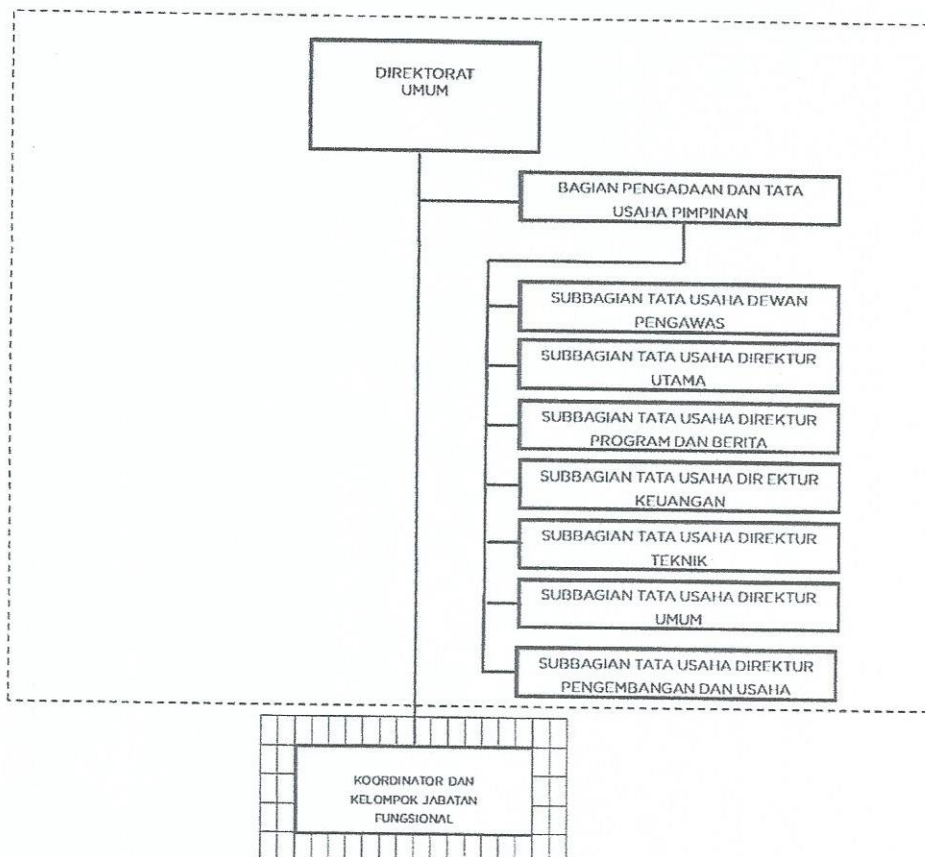 DIREKTORAT
UMUM
BAGIAN PENGADAAN DAN TATA
USAHA PIMPINAN
SUBBAGIAN TATA USAHA DEWAN
PENGAWAS
SUBBAGIAN TATA USAHA DIREKTUR
UTAMA
SUBBAGIAN TATA USAHA DIREKTUR
PROGRAM DAN BERITA
SUBBAGIAN TATA USAHA DIREKTUR
KEUANGAN
SUBBAGIAN TATA USAHA DIREKTUR
TEKNIK
SUBBAGIAN TATA USAHA DIREKTUR
UMUM
SUBBAGIAN TATA USAHA DIREKTUR
PENGEMBANGAN DAN USAHA
KOORDINATOR DAN
KELOMPOK JABATAN
FUNGSIONAL